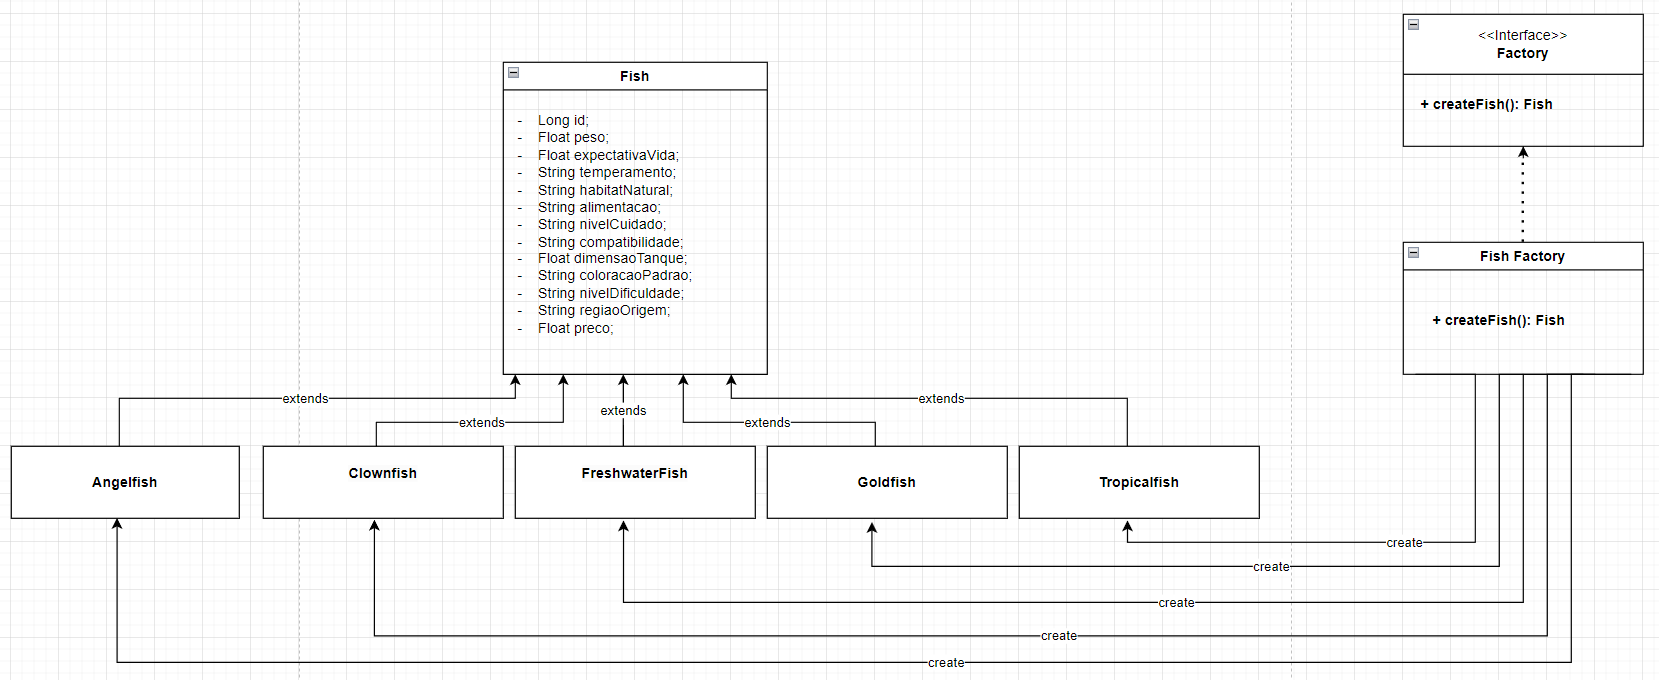 <<Interface>>
Factory
+ createFish(): Fish
Fish
- Long id;
- Float peso;
- Float expectativaVida;
- String temperamento;
- String habitatNatural;
- String alimentacao;
- String nivelCuidado;
- String compatibilidade;
- Float dimensaoTanque;
- String coloracaoPadrao;
- String nivelDificuldade;
- String regiaoOrigem;
- Float preco;
Fish Factory
+ createFish(): Fish
extends
extends
extends
extends
extends
Angelfish
Clownfish
FreshwaterFish
Goldfish
Tropicalfish
create
create
create
create
create